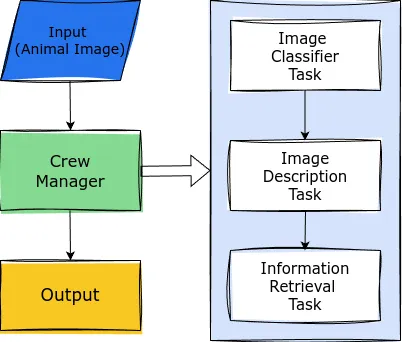 Input
(Animal Image)
Crew
Manager
Output
Image
Classifier
Task
Image
Description
Task
Information
Retrieval
Task